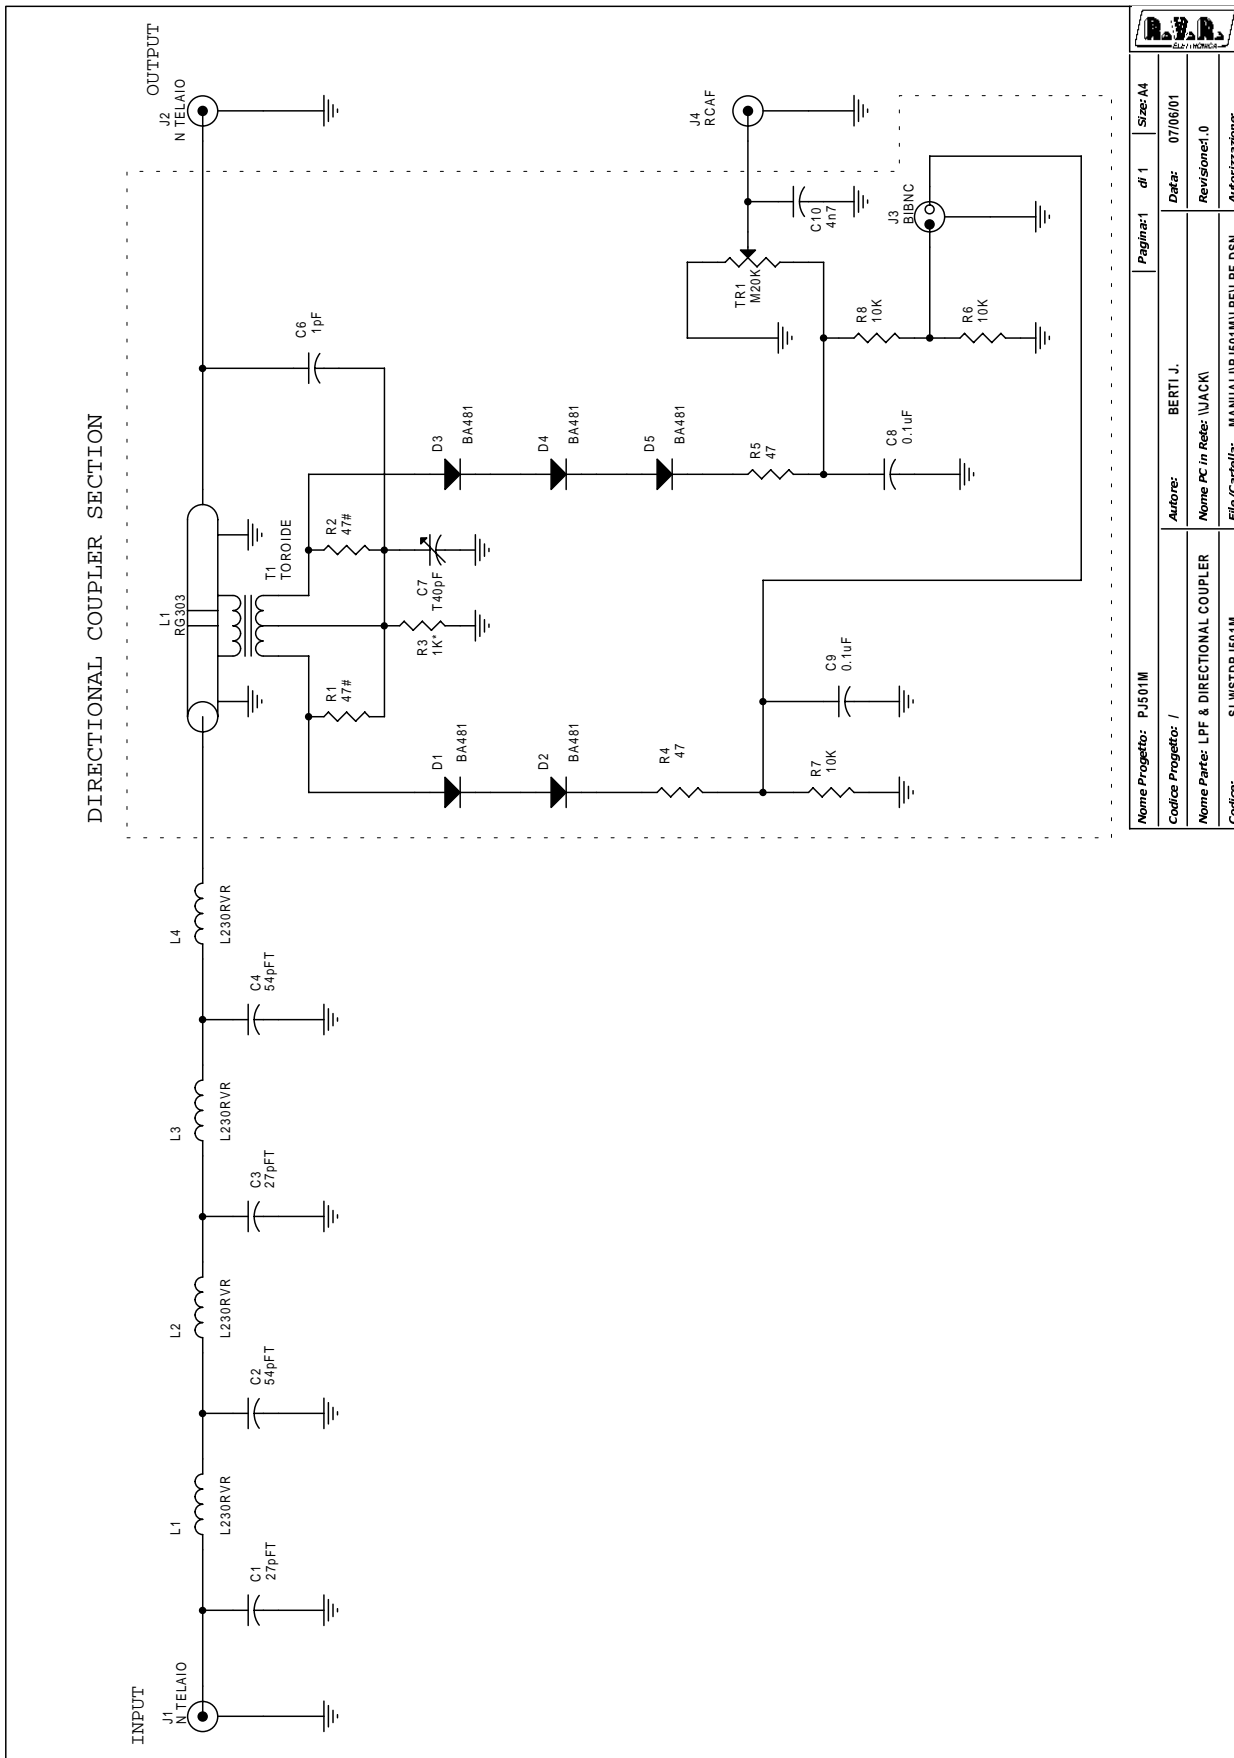 DIRECTIONAL COUPLER SECTION
INPUT
J1
N TELAIO
C1
27pFT
L1
L230RVR
C2
54pFT
L2
L230RVR
C3
27pFT
L3
L230RVR
C4
54pFT
L4
L230RVR
L1
RG303
T1
TOROIDE
R1
47#
R2
47#
R3
1K*
C7
T40pF
C6
1pF
OUTPUT
J2
N TELAIO
D1
BA481
D2
BA481
R4
47
R7
10K
C9
0.1uF
D3
BA481
D4
BA481
D5
BA481
R5
47
C8
0.1uF
R8
10K
R6
10K
TR1
M20K
C10
4n7
J4
RCAF
J3
BIBNC
Nome Progetto: PJ501M
Pagina:1 di 1
Size: A4
Codice Progetto: /
Autore: BERTI J.
Data: 07/06/01
Nome Parte: LPF & DIRECTIONAL COUPLER
Nome PC in Rete: \\JACK\
Revisione:1.0
R.V.R.
ELETTRONICA